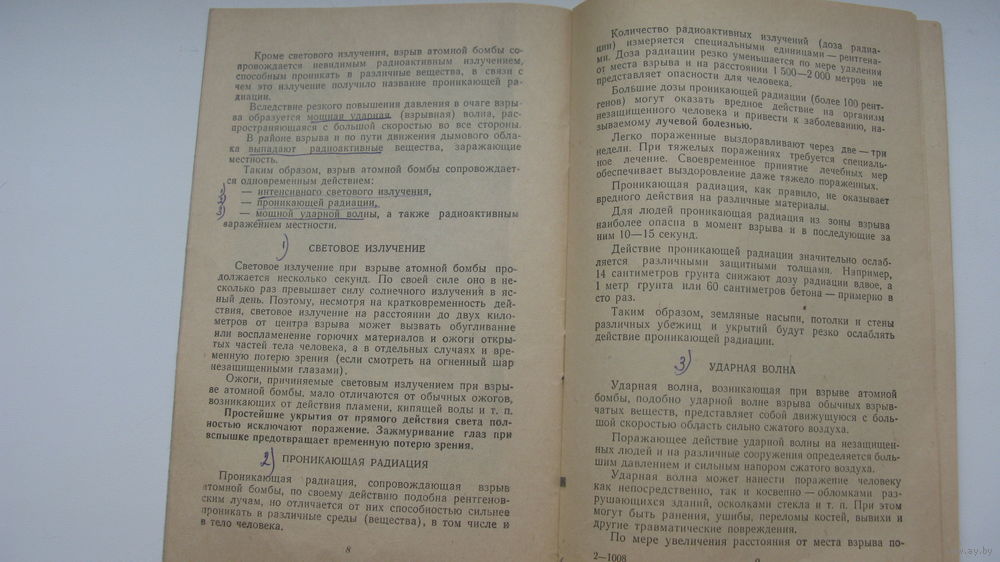 Кроме светового излучения, взрыв атомной бомбы со-
провождается невидимым радиоактивным излучением,
способным проникать в различные вещества, в связи с
чем это излучение получило название проникающей ра-
диации.
Вследствие резкого повышения давления в очаге взры-
ва образуется мощная ударная (взрывная) волна, рас-
пространяющаяся с большой скоростью во все стороны.
В районе взрыва и по пути движения дымового обла-
ка выпадают радиоактивные вещества, заражающие
местность.
Таким образом, взрыв атомной бомбы сопровождает-
ся одновременным действием:
1) — интенсивного светового излучения,
2) — проникающей радиации,
3) — мощной ударной волны, а также радиоактивным
заражением местности.
1) СВЕТОВОЕ ИЗЛУЧЕНИЕ
Световое излучение при взрыве атомной бомбы про-
должается несколько секунд. По своей силе оно в не-
сколько раз превышает силу солнечного излучения в яс-
ный день. Поэтому, несмотря на кратковременность дей-
ствия, световое излучение на расстоянии до двух кило-
метров от центра взрыва может вызвать обугливание
или воспламенение горючих материалов и ожоги откры-
тых частей тела человека, а в отдельных случаях и вре-
менную потерю зрения (если смотреть на огненный шар
незащищенными глазами).
Ожоги, причиняемые световым излучением при взры-
ве атомной бомбы, мало отличаются от обычных ожогов,
возникающих от действия пламени, кипящей воды и т. п.
Простейшие укрытия от прямого действия света пол-
ностью исключают поражение. Зажмуривание глаз при
вспышке предотвращает временную потерю зрения.
2) ПРОНИКАЮЩАЯ РАДИАЦИЯ
Проникающая радиация, сопровождающая взрыв
атомной бомбы, по своему действию подобна рентгенов-
ским лучам, но отличается от них способностью сильнее
проникать в различные среды (вещества), в том числе и
в тело человека.
8
Количество радиоактивных излучений (доза радиа-
ции) измеряется специальными единицами — рентгена-
ми. Доза радиации резко уменьшается по мере удаления
от места взрыва и на расстоянии 1 500—2 000 метров не
представляет опасности для человека.
Большие дозы проникающей радиации (более 100 рент-
генов) могут оказать вредное действие на организм
незащищенного человека и привести к заболеванию, на-
зываемому лучевой болезнью.
Легко пораженные выздоравливают через две — три
недели. При тяжелых поражениях требуется специаль-
ное лечение. Своевременное принятие лечебных мер
обеспечивает выздоровление даже тяжело пораженных.
Проникающая радиация, как правило, не оказывает
вредного действия на различные материалы.
Для людей проникающая радиация из зоны взрыва
наиболее опасна в момент взрыва и в последующие за
ним 10—15 секунд.
Действие проникающей радиации значительно ослаб-
ляется различными защитными толщами. Например,
14 сантиметров грунта снижают дозу радиации вдвое, а
1 метр грунта или 60 сантиметров бетона — примерно в
сто раз.
Таким образом, земляные насыпи, потолки и стены
различных убежищ и укрытий будут резко ослаблять
действие проникающей радиации.
3) УДАРНАЯ ВОЛНА
Ударная волна, возникающая при взрыве атомной
бомбы, подобно ударной волне взрыва обычных взрыв-
чатых веществ, представляет собой движущуюся с боль-
шой скоростью область сильно сжатого воздуха.
Поражающее действие ударной волны на незащищен-
ных людей и на различные сооружения определяется боль-
шим давлением и сильным напором сжатого воздуха.
Ударная волна может нанести поражение человеку
как непосредственно, так и косвенно — обломками раз-
рушающихся зданий, осколками стекла и т. п. При этом
могут быть ранения, ушибы, переломы костей, вывихи и
другие травматические повреждения.
По мере увеличения расстояния от места взрыва по-
2—1008
ay.by